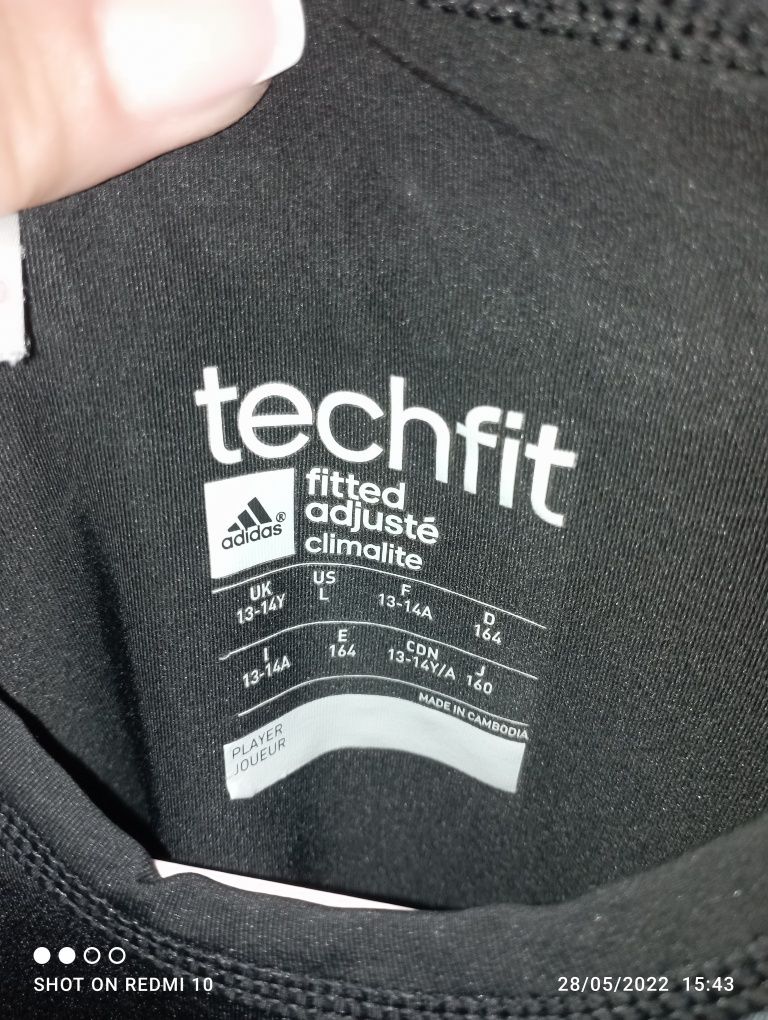 techfit
adidas®
fitted
adjusté
climalite
UK US F D
13-14Y L 13-14A 164
I E CDN J
13-14A 164 13-14Y/A 160
MADE IN CAMBODIA
PLAYER
JOUEUR
SHOT ON REDMI 10 28/05/2022 15:43